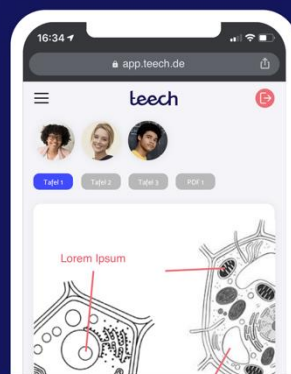 16:34
app.teech.de
teech
Tafel 1 Tafel 2 Tafel 3 PDF 1
Lorem Ipsum